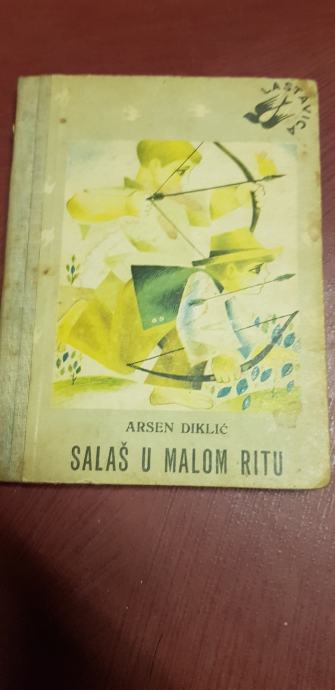 LASTAVICA
ARSEN DIKLIĆ
SALAŠ U MALOM RITU